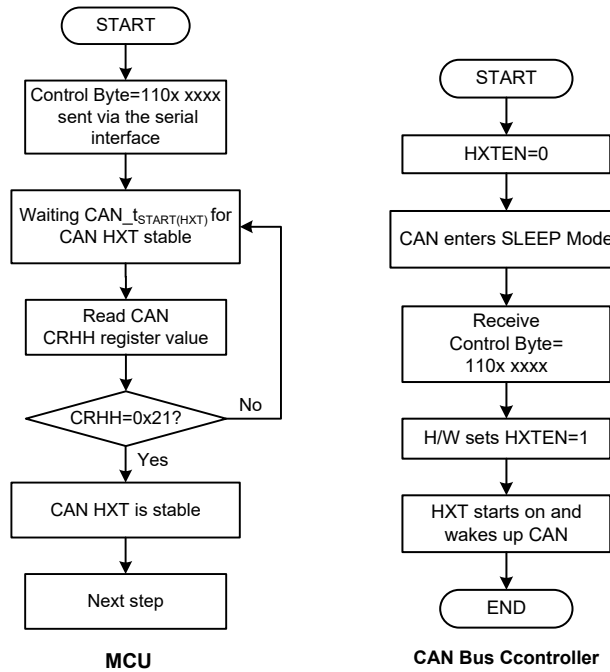 START
Control Byte=110x xxxx
sent via the serial
interface
Waiting CAN_tSTART(HXT) for
CAN HXT stable
Read CAN
CRHH register value
CRHH=0x21?
No
Yes
CAN HXT is stable
Next step
MCU
START
HXTEN=0
CAN enters SLEEP Mode
Receive
Control Byte=
110x xxxx
H/W sets HXTEN=1
HXT starts on and
wakes up CAN
END
CAN Bus Ccontroller